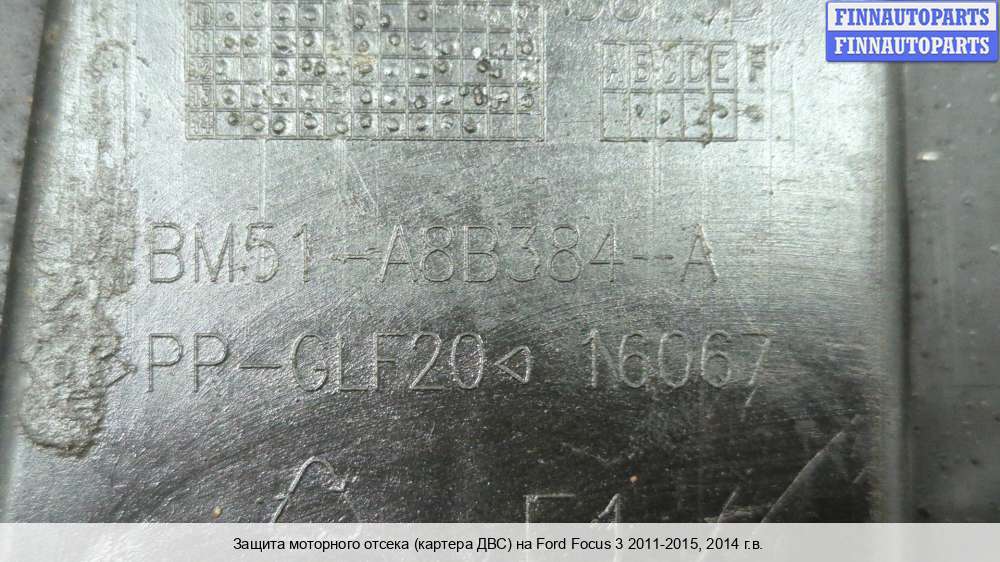 FINNAUTOPARTS
FINNAUTOPARTS
ABCDE F
BM51-A8B384-A
>PP-GLF20< 16067
Защита моторного отсека (картера ДВС) на Ford Focus 3 2011-2015, 2014 г.в.